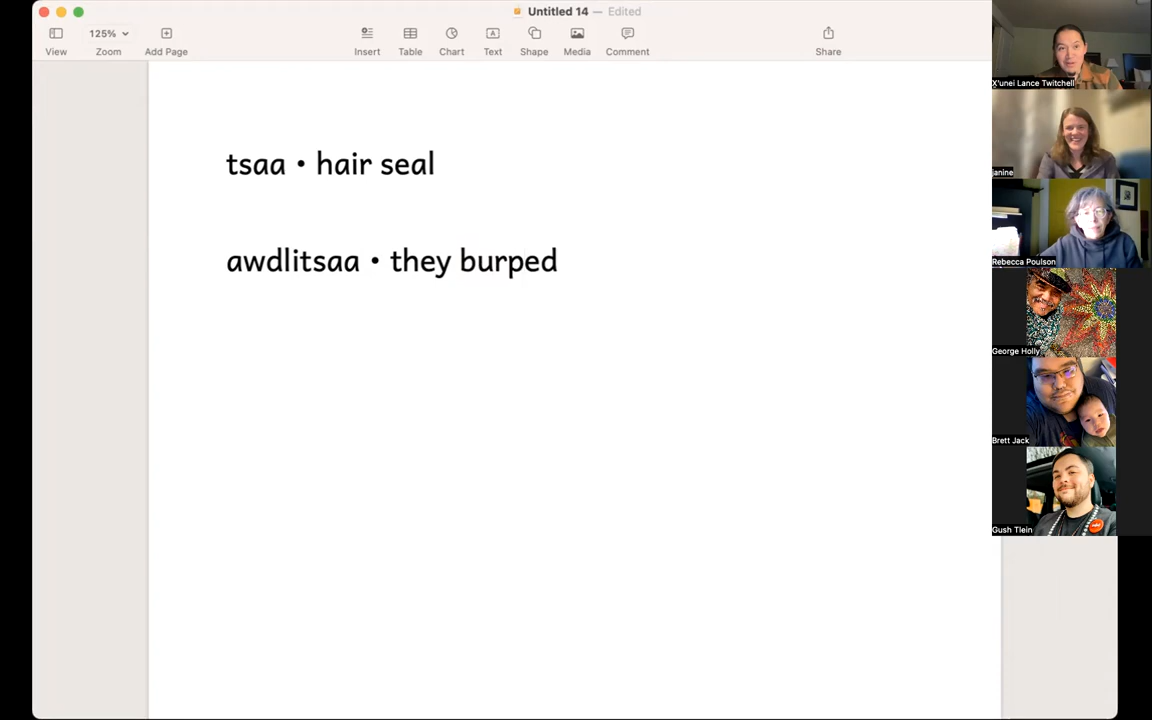 Untitled 14 — Edited
View
125%
Zoom
Add Page
Insert
Table
Chart
Text
Shape
Media
Comment
Share
tsaa • hair seal
awdlitsaa • they burped
X̱'unei Lance Twitchell
janine
Rebecca Poulson
George Holly
Brett Jack
Gush Tlein